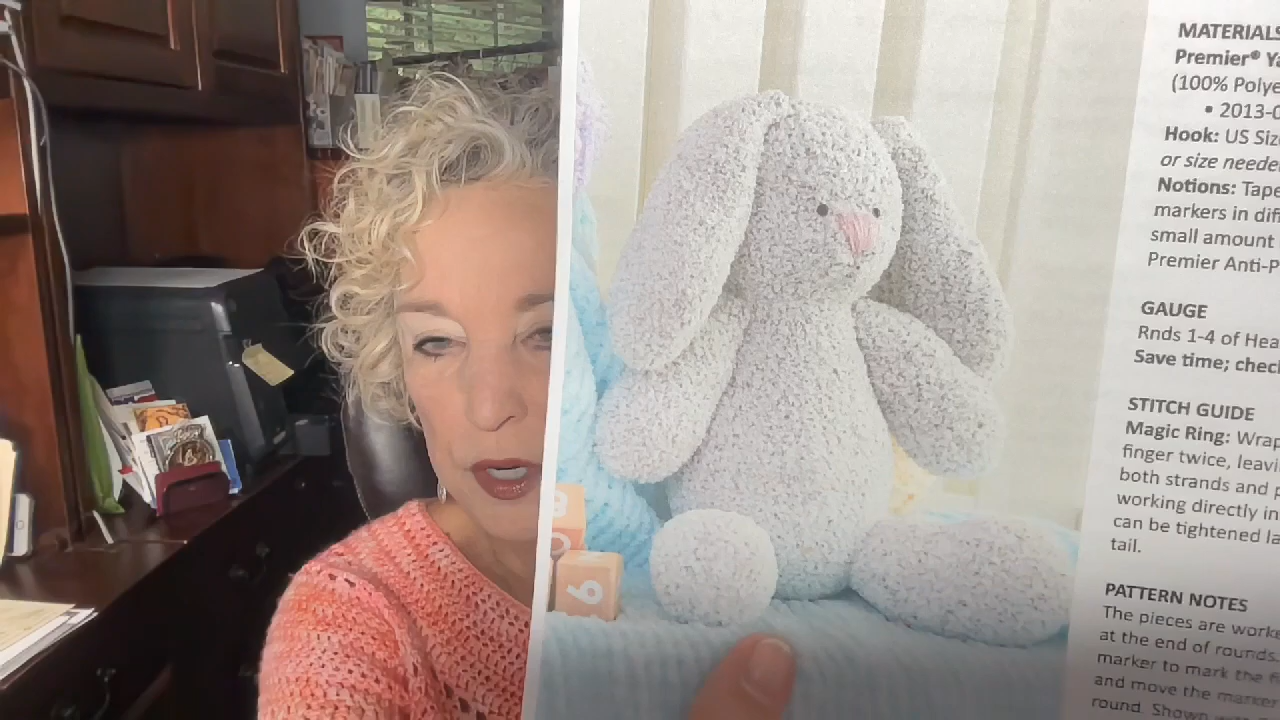 MATERIALS
Premier® Ya
(100% Polye
• 2013-0
Hook: US Siz
or size neede
Notions: Tape
markers in dif
small amount
Premier Anti-P
GAUGE
Rnds 1-4 of Hea
Save time; chec
STITCH GUIDE
Magic Ring: Wrap
finger twice, leavi
both strands and p
working directly in
can be tightened la
tail.
PATTERN NOTES
The pieces are worke
at the end of rounds.
marker to mark the fi
and move the marker
round. Shown
6